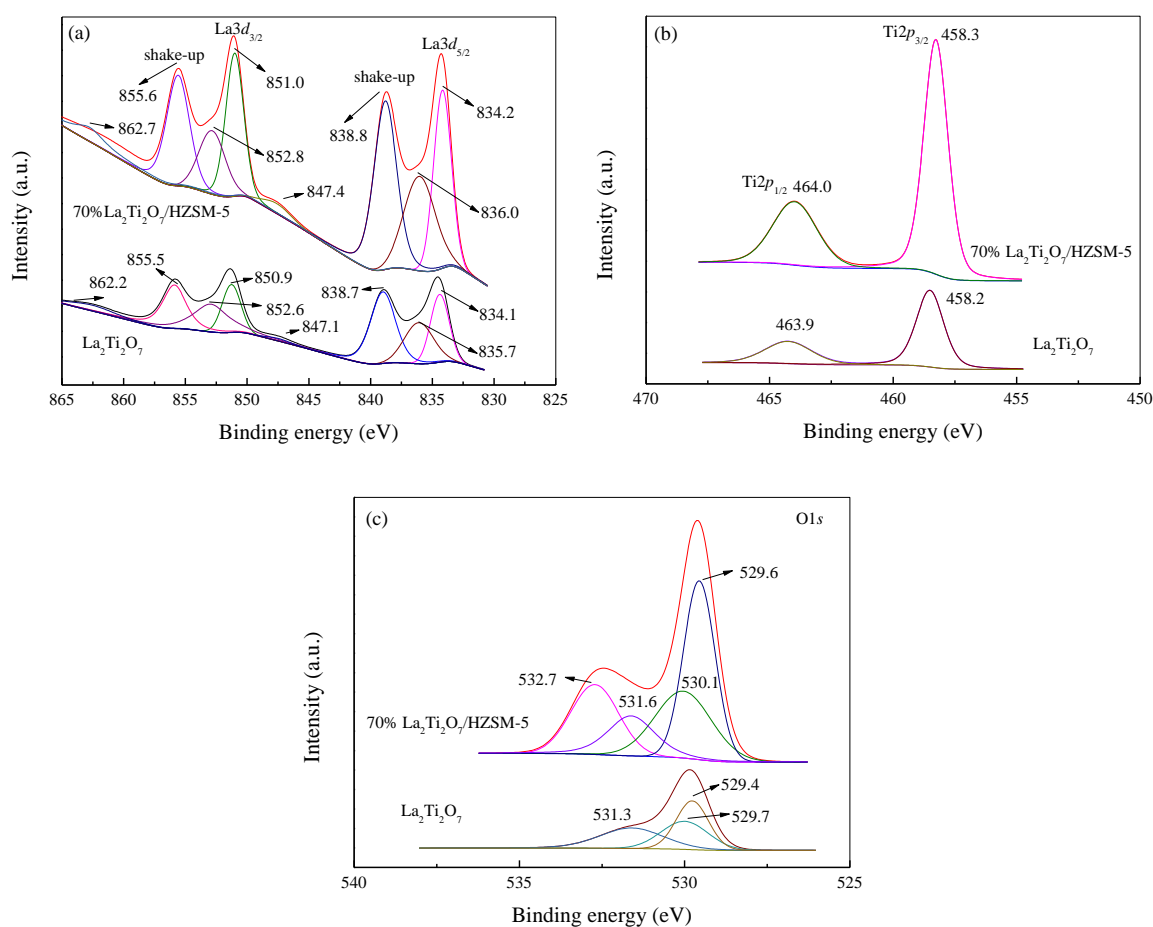 (a)
La3d3/2
La3d5/2
shake-up
851.0
shake-up
855.6
834.2
862.7
838.8
852.8
847.4
836.0
70%La2Ti2O7/HZSM-5
855.5
850.9
862.2
838.7
852.6
834.1
847.1
La2Ti2O7
835.7
Intensity (a.u.)
865 860 855 850 845 840 835 830 825
Binding energy (eV)
(b)
Ti2p3/2 458.3
Ti2p1/2 464.0
70% La2Ti2O7/HZSM-5
458.2
463.9
La2Ti2O7
Intensity (a.u.)
470 465 460 455 450
Binding energy (eV)
(c)
O1s
529.6
532.7
531.6
530.1
70% La2Ti2O7/HZSM-5
529.4
531.3
529.7
La2Ti2O7
Intensity (a.u.)
540 535 530 525
Binding energy (eV)